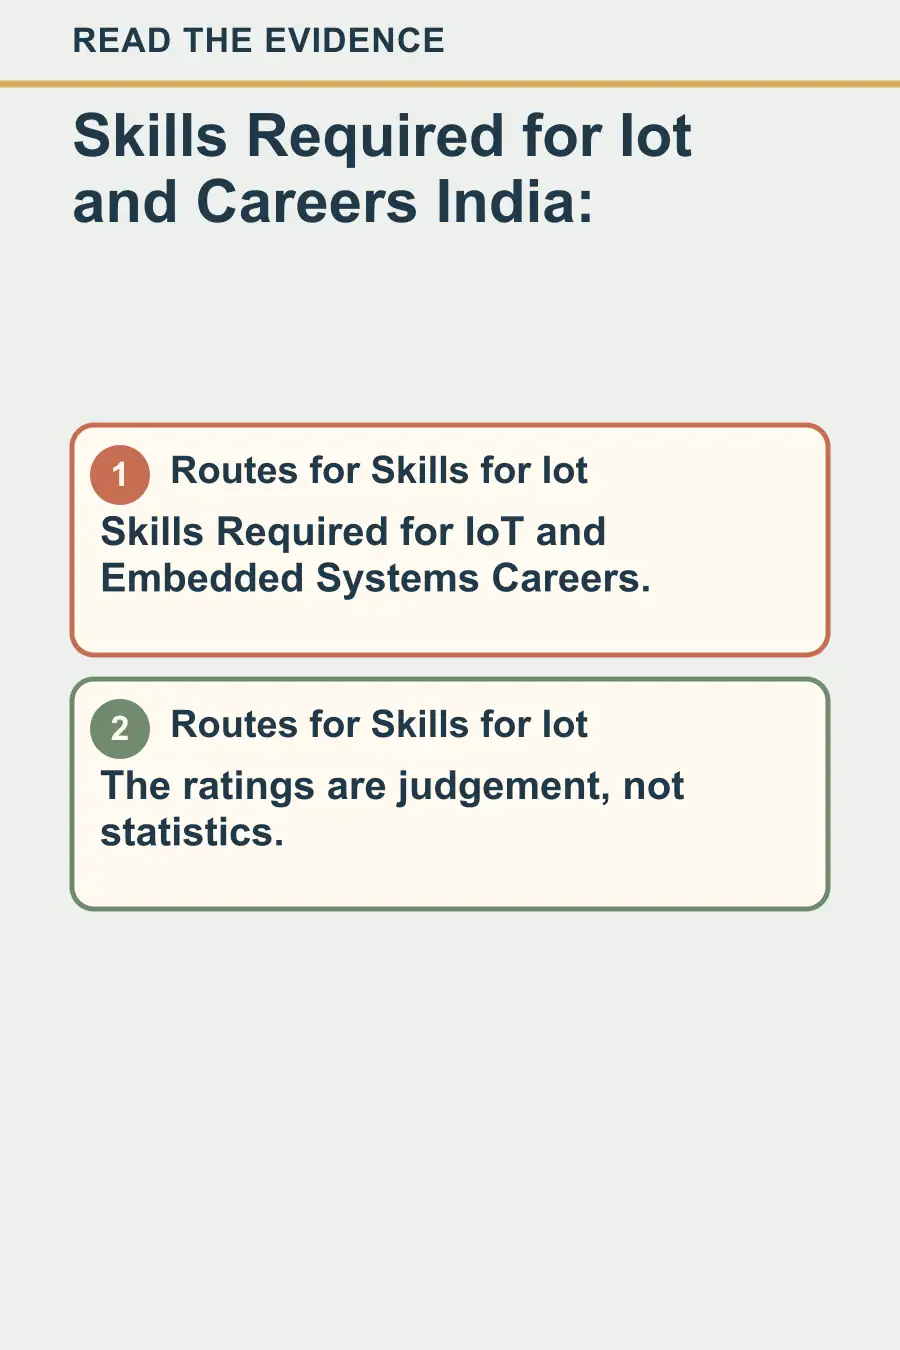 READ THE EVIDENCE
Skills Required for Iot
and Careers India:
1 Routes for Skills for Iot
Skills Required for IoT and
Embedded Systems Careers.
2 Routes for Skills for Iot
The ratings are judgement, not
statistics.